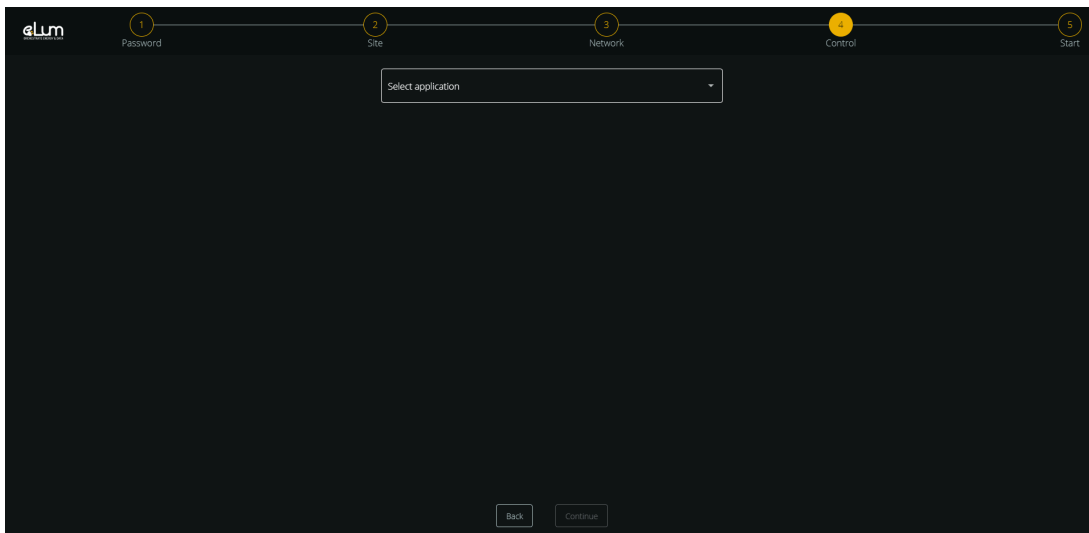 eLum
1
2
3
4
5
Password
Site
Network
Control
Start
Select application
Back
Continue